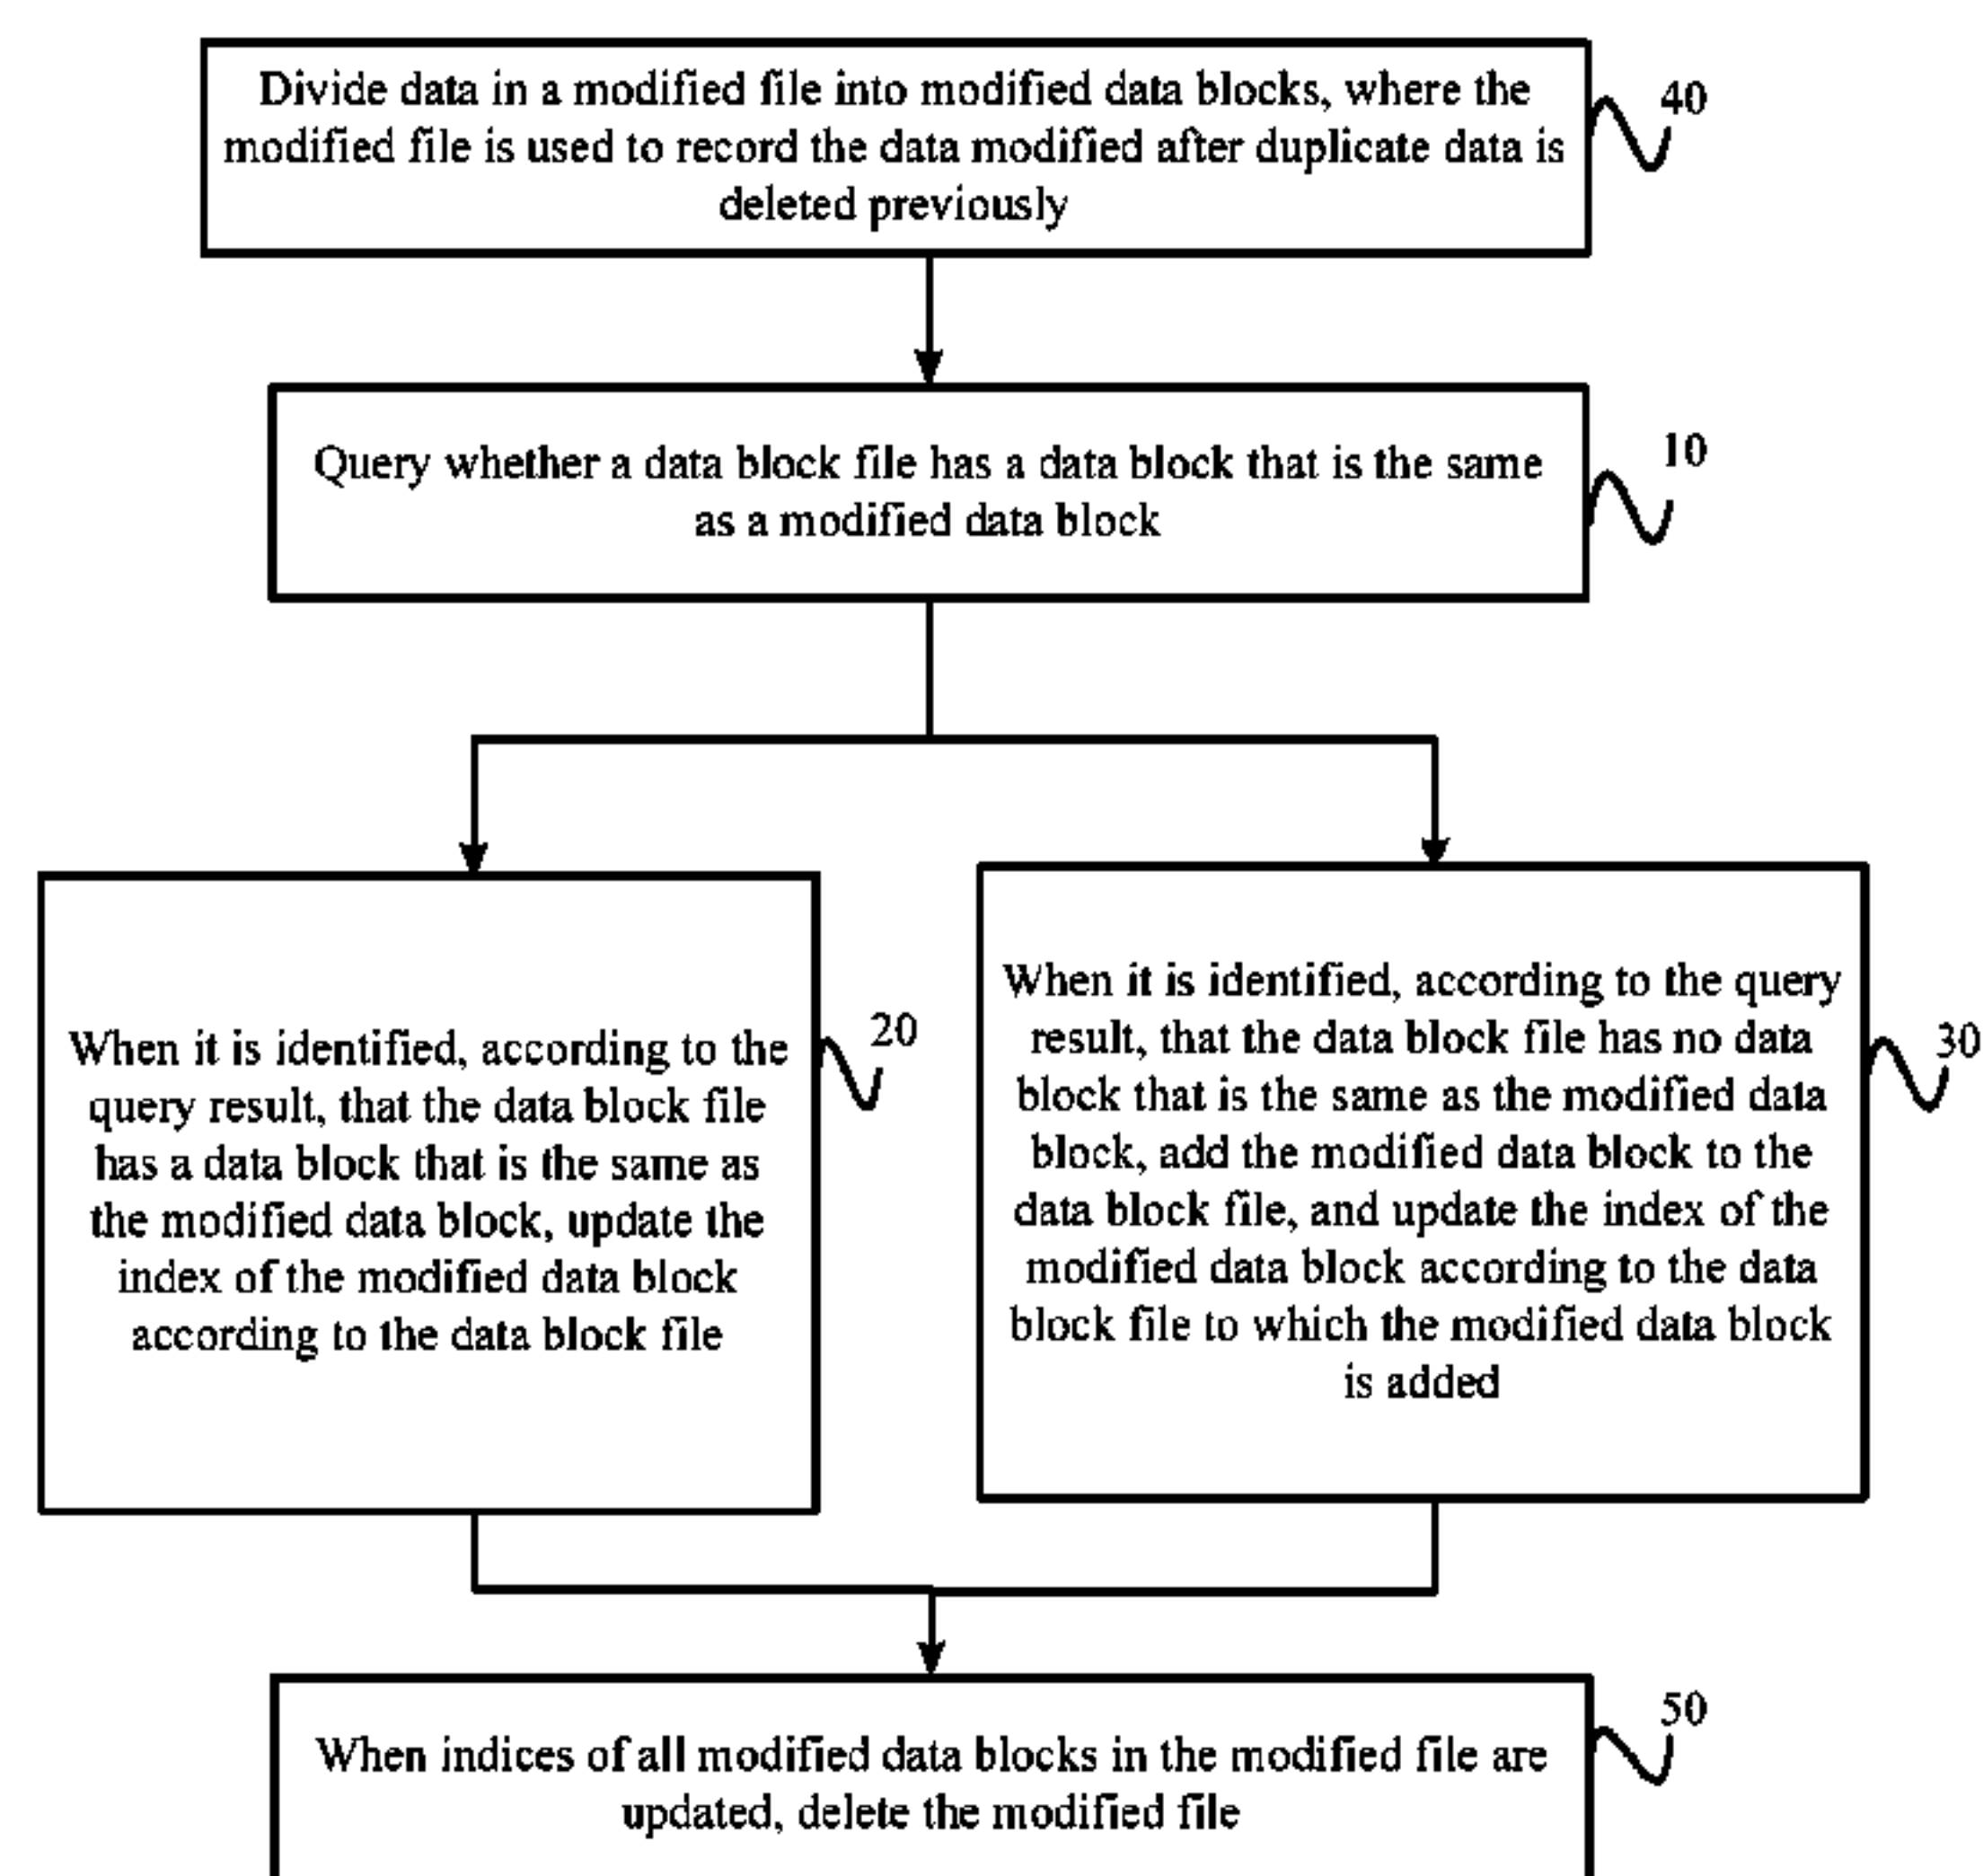 Divide data in a modified file into modified data blocks, where the
modified file is used to record the data modified after duplicate data is
deleted previously
40
Query whether a data block file has a data block that is the same
as a modified data block
10
When it is identified, according to the
query result, that the data block file
has a data block that is the same as
the modified data block, update the
index of the modified data block
according to the data block file
20
When it is identified, according to the query
result, that the data block file has no data
block that is the same as the modified data
block, add the modified data block to the
data block file, and update the index of the
modified data block according to the data
block file to which the modified data block
is added
30
When indices of all modified data blocks in the modified file are
updated, delete the modified file
50